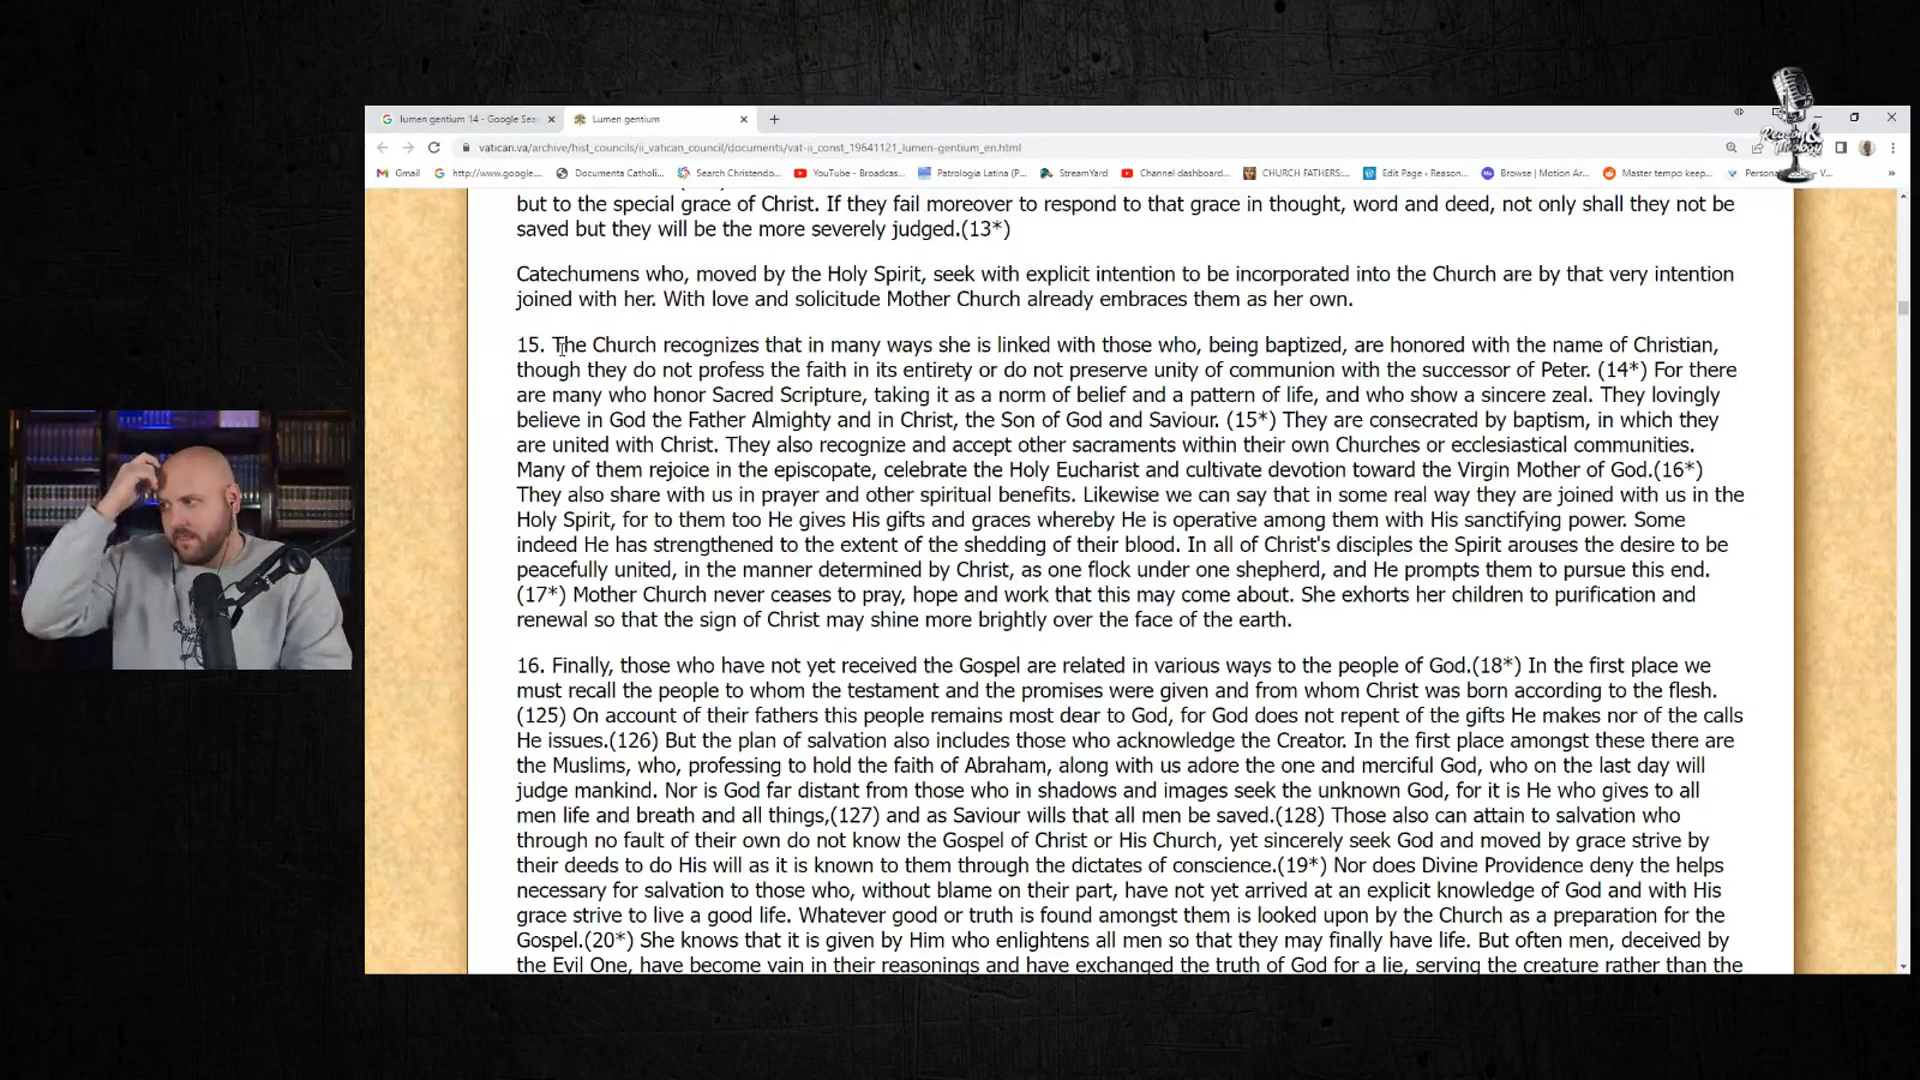 lumen gentium 14 - Google Sea
Lumen gentium
vatican.va/archive/hist_councils/ii_vatican_council/documents/vat-ii_const_19641121_lumen-gentium_en.html
Gmail http://www.google.... Documenta Catholi... Search Christendo... YouTube - Broadcas... Patrologia Latina (P... StreamYard Channel dashboard... CHURCH FATHERS:... Edit Page ‹ Reason... Browse | Motion Ar... Master tempo keep... »
Reason &
Theology
but to the special grace of Christ. If they fail moreover to respond to that grace in thought, word and deed, not only shall they not be
saved but they will be the more severely judged.(13*)
Catechumens who, moved by the Holy Spirit, seek with explicit intention to be incorporated into the Church are by that very intention
joined with her. With love and solicitude Mother Church already embraces them as her own.
15. The Church recognizes that in many ways she is linked with those who, being baptized, are honored with the name of Christian,
though they do not profess the faith in its entirety or do not preserve unity of communion with the successor of Peter. (14*) For there
are many who honor Sacred Scripture, taking it as a norm of belief and a pattern of life, and who show a sincere zeal. They lovingly
believe in God the Father Almighty and in Christ, the Son of God and Saviour. (15*) They are consecrated by baptism, in which they
are united with Christ. They also recognize and accept other sacraments within their own Churches or ecclesiastical communities.
Many of them rejoice in the episcopate, celebrate the Holy Eucharist and cultivate devotion toward the Virgin Mother of God.(16*)
They also share with us in prayer and other spiritual benefits. Likewise we can say that in some real way they are joined with us in the
Holy Spirit, for to them too He gives His gifts and graces whereby He is operative among them with His sanctifying power. Some
indeed He has strengthened to the extent of the shedding of their blood. In all of Christ's disciples the Spirit arouses the desire to be
peacefully united, in the manner determined by Christ, as one flock under one shepherd, and He prompts them to pursue this end.
(17*) Mother Church never ceases to pray, hope and work that this may come about. She exhorts her children to purification and
renewal so that the sign of Christ may shine more brightly over the face of the earth.
16. Finally, those who have not yet received the Gospel are related in various ways to the people of God.(18*) In the first place we
must recall the people to whom the testament and the promises were given and from whom Christ was born according to the flesh.
(125) On account of their fathers this people remains most dear to God, for God does not repent of the gifts He makes nor of the calls
He issues.(126) But the plan of salvation also includes those who acknowledge the Creator. In the first place amongst these there are
the Muslims, who, professing to hold the faith of Abraham, along with us adore the one and merciful God, who on the last day will
judge mankind. Nor is God far distant from those who in shadows and images seek the unknown God, for it is He who gives to all
men life and breath and all things,(127) and as Saviour wills that all men be saved.(128) Those also can attain to salvation who
through no fault of their own do not know the Gospel of Christ or His Church, yet sincerely seek God and moved by grace strive by
their deeds to do His will as it is known to them through the dictates of conscience.(19*) Nor does Divine Providence deny the helps
necessary for salvation to those who, without blame on their part, have not yet arrived at an explicit knowledge of God and with His
grace strive to live a good life. Whatever good or truth is found amongst them is looked upon by the Church as a preparation for the
Gospel.(20*) She knows that it is given by Him who enlightens all men so that they may finally have life. But often men, deceived by
the Evil One, have become vain in their reasonings and have exchanged the truth of God for a lie, serving the creature rather than the